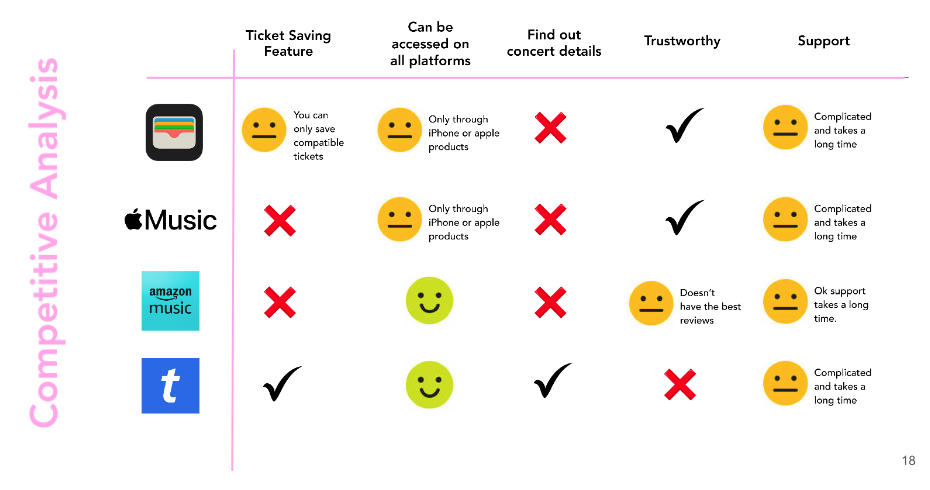 Competitive Analysis
Ticket Saving
Feature
Can be
accessed on
all platforms
Find out
concert details
Trustworthy
Support
You can
only save
compatible
tickets
Only through
iPhone or apple
products
Complicated
and takes a
long time
Music
Only through
iPhone or apple
products
Complicated
and takes a
long time
amazon
music
Doesn't
have the best
reviews
Ok support
takes a long
time.
t
Complicated
and takes a
long time
18